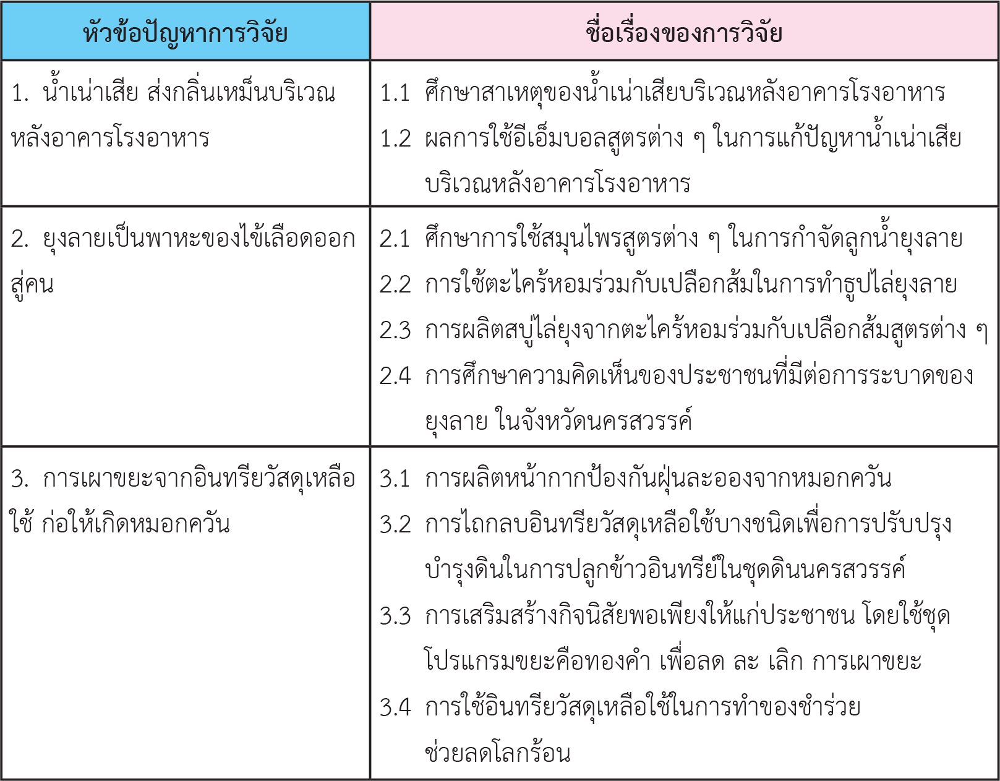 หัวข้อปัญหาการวิจัย
ชื่อเรื่องของการวิจัย
1. น้ำเน่าเสีย ส่งกลิ่นเหม็นบริเวณ
หลังอาคารโรงอาหาร
1.1 ศึกษาสาเหตุของน้ำเน่าเสียบริเวณหลังอาคารโรงอาหาร
1.2 ผลการใช้อีเอ็มบอลสูตรต่าง ๆ ในการแก้ปัญหาน้ำเน่าเสีย
บริเวณหลังอาคารโรงอาหาร
2. ยุงลายเป็นพาหะของไข้เลือดออก
สู่คน
2.1 ศึกษาการใช้สมุนไพรสูตรต่าง ๆ ในการกำจัดลูกน้ำยุงลาย
2.2 การใช้ตะไคร้หอมร่วมกับเปลือกส้มในการทำธูปไล่ยุงลาย
2.3 การผลิตสบู่ไล่ยุงจากตะไคร้หอมร่วมกับเปลือกส้มสูตรต่าง ๆ
2.4 การศึกษาความคิดเห็นของประชาชนที่มีต่อการระบาดของ
ยุงลาย ในจังหวัดนครสวรรค์
3. การเผาขยะจากอินทรียวัสดุเหลือ
ใช้ ก่อให้เกิดหมอกควัน
3.1 การผลิตหน้ากากป้องกันฝุ่นละอองจากหมอกควัน
3.2 การไถกลบอินทรียวัสดุเหลือใช้บางชนิดเพื่อการปรับปรุง
บำรุงดินในการปลูกข้าวอินทรีย์ในชุดดินนครสวรรค์
3.3 การเสริมสร้างกิจนิสัยพอเพียงให้แก่ประชาชน โดยใช้ชุด
โปรแกรมขยะคือทองคำ เพื่อลด ละ เลิก การเผาขยะ
3.4 การใช้อินทรียวัสดุเหลือใช้ในการทำของชำร่วย
ช่วยลดโลกร้อน